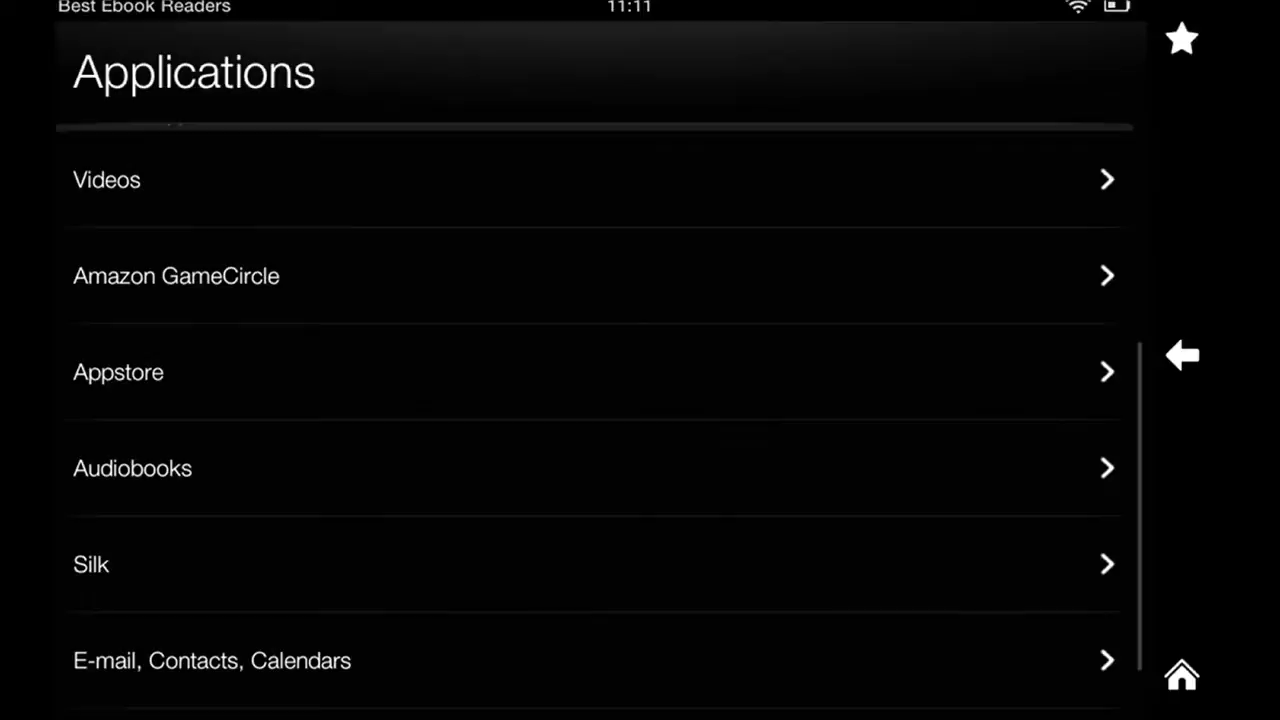 Best Ebook Readers
11:11
Applications
Videos
Amazon GameCircle
Appstore
Audiobooks
Silk
E-mail, Contacts, Calendars